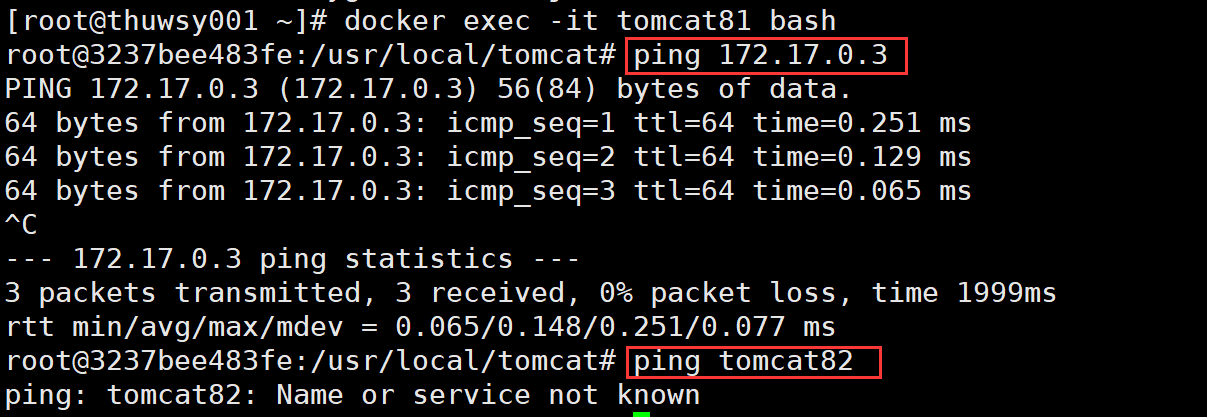 [root@thuwsy001 ~]# docker exec -it tomcat81 bash
root@3237bee483fe:/usr/local/tomcat# ping 172.17.0.3
PING 172.17.0.3 (172.17.0.3) 56(84) bytes of data.
64 bytes from 172.17.0.3: icmp_seq=1 ttl=64 time=0.251 ms
64 bytes from 172.17.0.3: icmp_seq=2 ttl=64 time=0.129 ms
64 bytes from 172.17.0.3: icmp_seq=3 ttl=64 time=0.065 ms
^C
--- 172.17.0.3 ping statistics ---
3 packets transmitted, 3 received, 0% packet loss, time 1999ms
rtt min/avg/max/mdev = 0.065/0.148/0.251/0.077 ms
root@3237bee483fe:/usr/local/tomcat# ping tomcat82
ping: tomcat82: Name or service not known